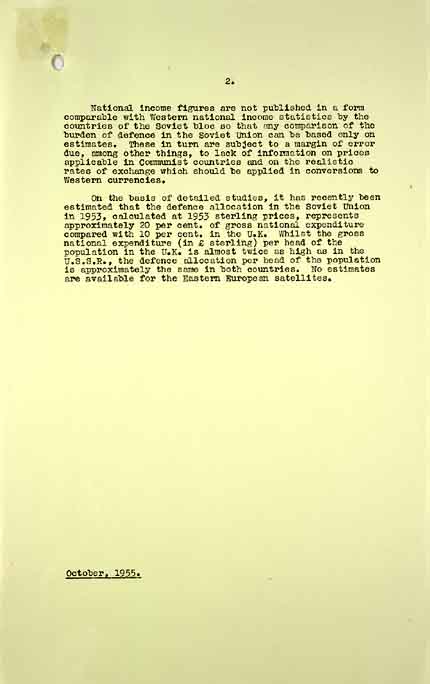 2.
National income figures are not published in a form
comparable with Western national income statistics by the
countries of the Soviet bloc so that any comparison of the
burden of defence in the Soviet Union can be based only on
estimates. These in turn are subject to a margin of error
due, among other things, to lack of information on prices
applicable in Communist countries and on the realistic
rates of exchange which should be applied in conversions to
Western currencies.
On the basis of detailed studies, it has recently been
estimated that the defence allocation in the Soviet Union
in 1953, calculated at 1953 sterling prices, represents
approximately 20 per cent. of gross national expenditure
compared with 10 per cent. in the U.K. Whilst the gross
national expenditure (in £ sterling) per head of the
population in the U.K. is almost twice as high as in the
U.S.S.R., the defence allocation per head of the population
is approximately the same in both countries. No estimates
are available for the Eastern European satellites.
October, 1955.